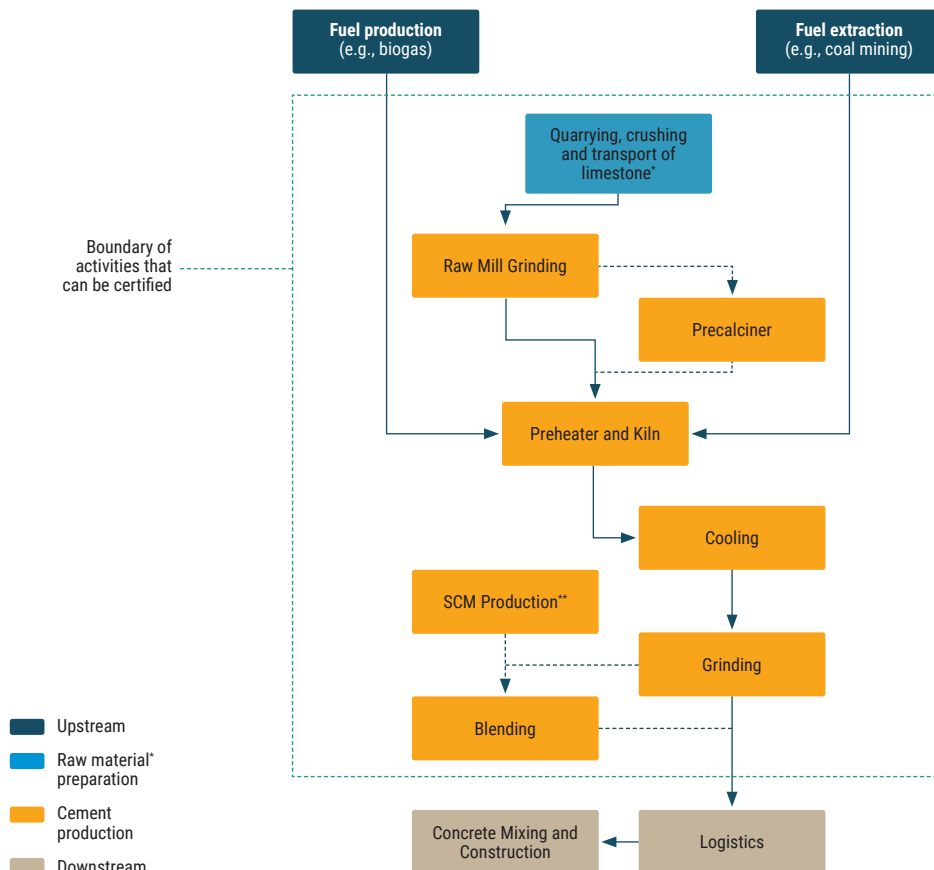 Fuel production
(e.g., biogas)
Fuel extraction
(e.g., coal mining)
Quarrying, crushing
and transport of
limestone*
Boundary of
activities that
can be certified
Raw Mill Grinding
Precalciner
Preheater and Kiln
Cooling
SCM Production**
Grinding
Blending
Upstream
Raw material*
preparation
Cement
production
Downstream
Concrete Mixing and
Construction
Logistics